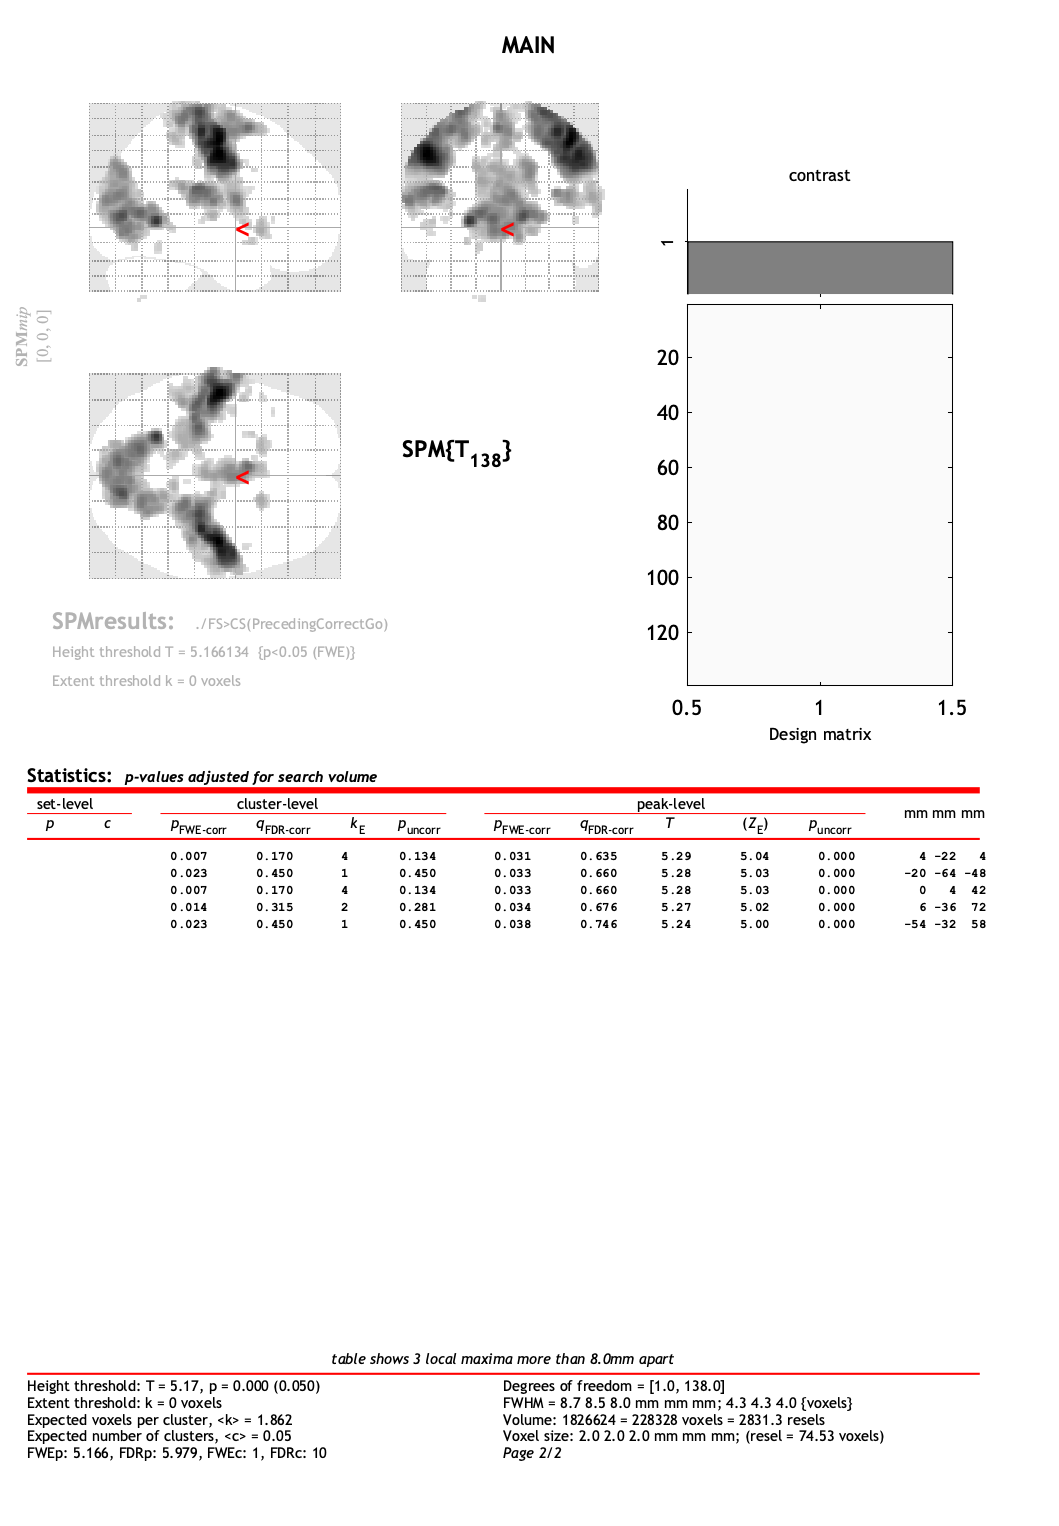 MAIN
SPMmip
[0, 0, 0]
<
<
<
SPM{T138}
contrast
1
20
40
60
80
100
120
0.5 1 1.5
Design matrix
SPMresults: ./FS>CS(PrecedingCorrectGo)
Height threshold T = 5.166134 {p<0.05 (FWE)}
Extent threshold k = 0 voxels
Statistics: p-values adjusted for search volume
set-level cluster-level peak-level mm mm mm
p c pFWE-corr qFDR-corr kE puncorr pFWE-corr qFDR-corr T (ZE) puncorr
0.007 0.170 4 0.134 0.031 0.635 5.29 5.04 0.000 4 -22 4
0.023 0.450 1 0.450 0.033 0.660 5.28 5.03 0.000 -20 -64 -48
0.007 0.170 4 0.134 0.033 0.660 5.28 5.03 0.000 0 4 42
0.014 0.315 2 0.281 0.034 0.676 5.27 5.02 0.000 6 -36 72
0.023 0.450 1 0.450 0.038 0.746 5.24 5.00 0.000 -54 -32 58
table shows 3 local maxima more than 8.0mm apart
Height threshold: T = 5.17, p = 0.000 (0.050)
Extent threshold: k = 0 voxels
Expected voxels per cluster, <k> = 1.862
Expected number of clusters, <c> = 0.05
FWEp: 5.166, FDRp: 5.979, FWEc: 1, FDRc: 10
Degrees of freedom = [1.0, 138.0]
FWHM = 8.7 8.5 8.0 mm mm mm; 4.3 4.3 4.0 {voxels}
Volume: 1826624 = 228328 voxels = 2831.3 resels
Voxel size: 2.0 2.0 2.0 mm mm mm; (resel = 74.53 voxels)
Page 2/2